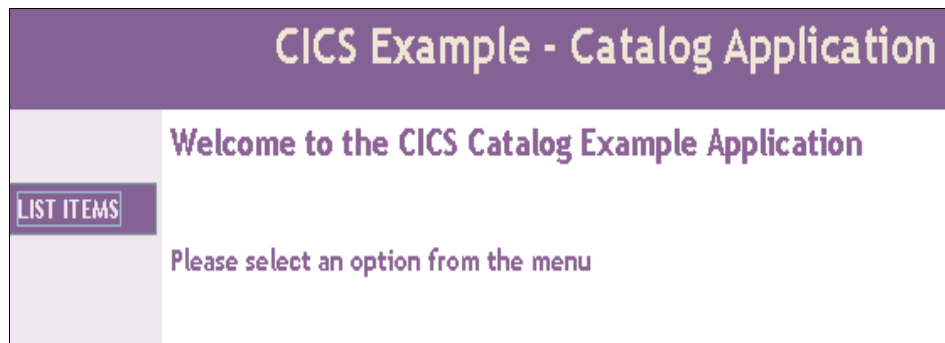 CICS Example - Catalog Application
Welcome to the CICS Catalog Example Application
LIST ITEMS
Please select an option from the menu